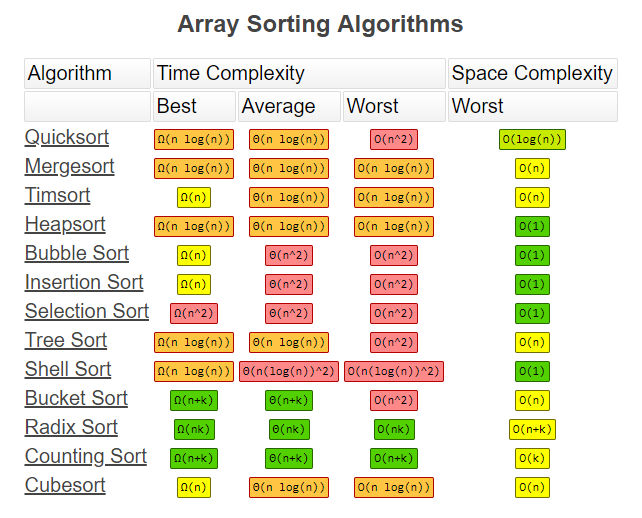 Array Sorting Algorithms
Algorithm Time Complexity Space Complexity
Best Average Worst Worst
Quicksort Ω(n log(n)) Θ(n log(n)) O(n^2) O(log(n))
Mergesort Ω(n log(n)) Θ(n log(n)) O(n log(n)) O(n)
Timsort Ω(n) Θ(n log(n)) O(n log(n)) O(n)
Heapsort Ω(n log(n)) Θ(n log(n)) O(n log(n)) O(1)
Bubble Sort Ω(n) Θ(n^2) O(n^2) O(1)
Insertion Sort Ω(n) Θ(n^2) O(n^2) O(1)
Selection Sort Ω(n^2) Θ(n^2) O(n^2) O(1)
Tree Sort Ω(n log(n)) Θ(n log(n)) O(n^2) O(n)
Shell Sort Ω(n log(n)) Θ(n(log(n))^2) O(n(log(n))^2) O(1)
Bucket Sort Ω(n+k) Θ(n+k) O(n^2) O(n)
Radix Sort Ω(nk) Θ(nk) O(nk) O(n+k)
Counting Sort Ω(n+k) Θ(n+k) O(n+k) O(k)
Cubesort Ω(n) Θ(n log(n)) O(n log(n)) O(n)